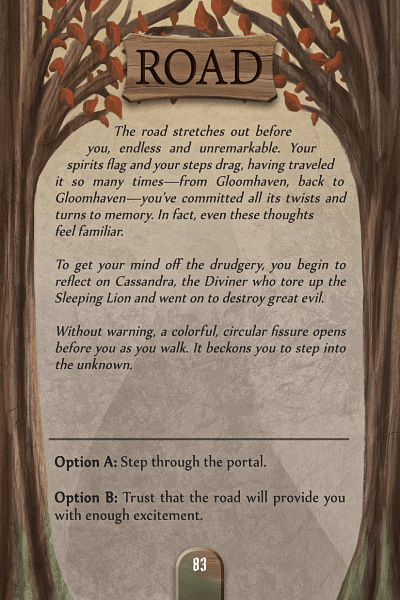 ROAD
The road stretches out before
you, endless and unremarkable. Your
spirits flag and your steps drag, having traveled
it so many times—from Gloomhaven, back to
Gloomhaven—you've committed all its twists and
turns to memory. In fact, even these thoughts
feel familiar.
To get your mind off the drudgery, you begin to
reflect on Cassandra, the Diviner who tore up the
Sleeping Lion and went on to destroy great evil.
Without warning, a colorful, circular fissure opens
before you as you walk. It beckons you to step into
the unknown.
Option A: Step through the portal.
Option B: Trust that the road will provide you
with enough excitement.
83